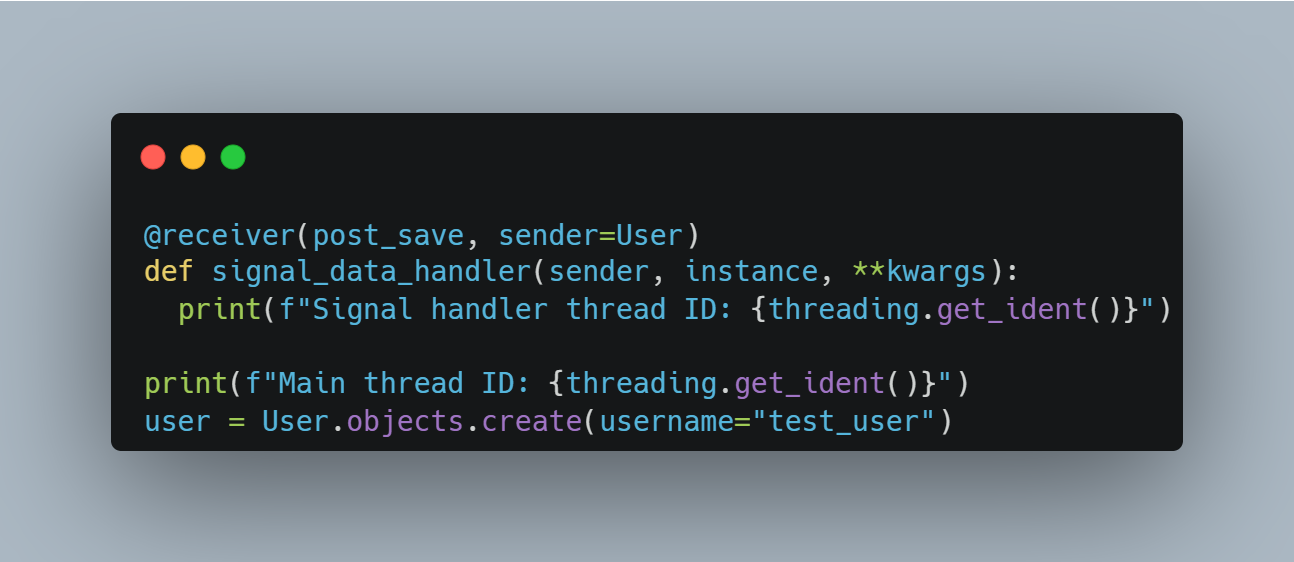 @receiver(post_save, sender=User)
def signal_data_handler(sender, instance, **kwargs):
  print(f"Signal handler thread ID: {threading.get_ident()}")

print(f"Main thread ID: {threading.get_ident()}")
user = User.objects.create(username="test_user")